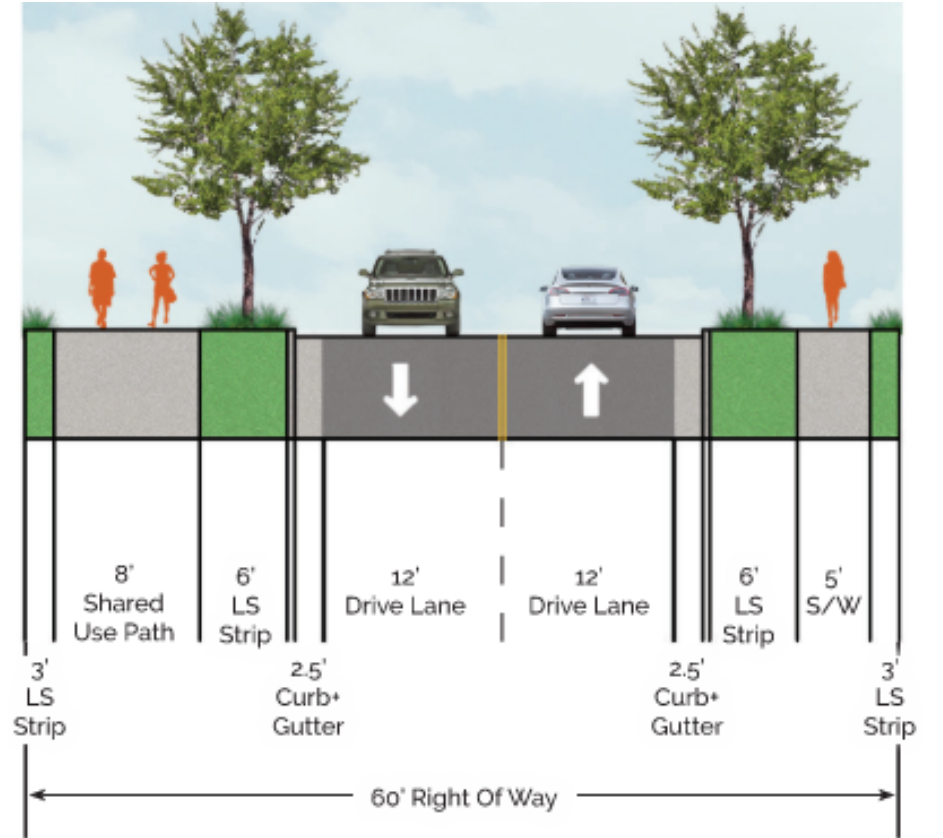 8'
Shared
Use Path
6'
LS
Strip
12'
Drive Lane
12'
Drive Lane
6'
LS
Strip
5'
S/W
3'
LS
Strip
2.5'
Curb+
Gutter
2.5'
Curb+
Gutter
3'
LS
Strip
60' Right Of Way